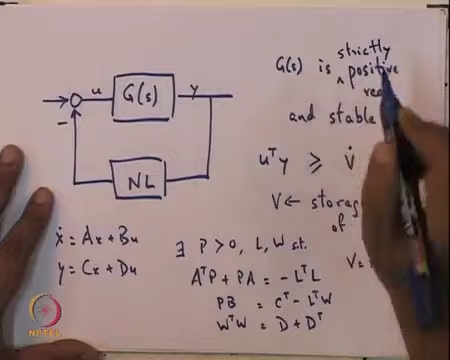 G(s) is strictly positive
and stable
u
G(s)
y
−
NL
uᵀy ⩾ V̇
V ← storag
of
ẋ = Ax + Bu
y = Cx + Du
∃ P > 0, L, W s.t.
AᵀP + PA = −LᵀL
PB = Cᵀ − LᵀW
WᵀW = D + Dᵀ
V =
NPTEL